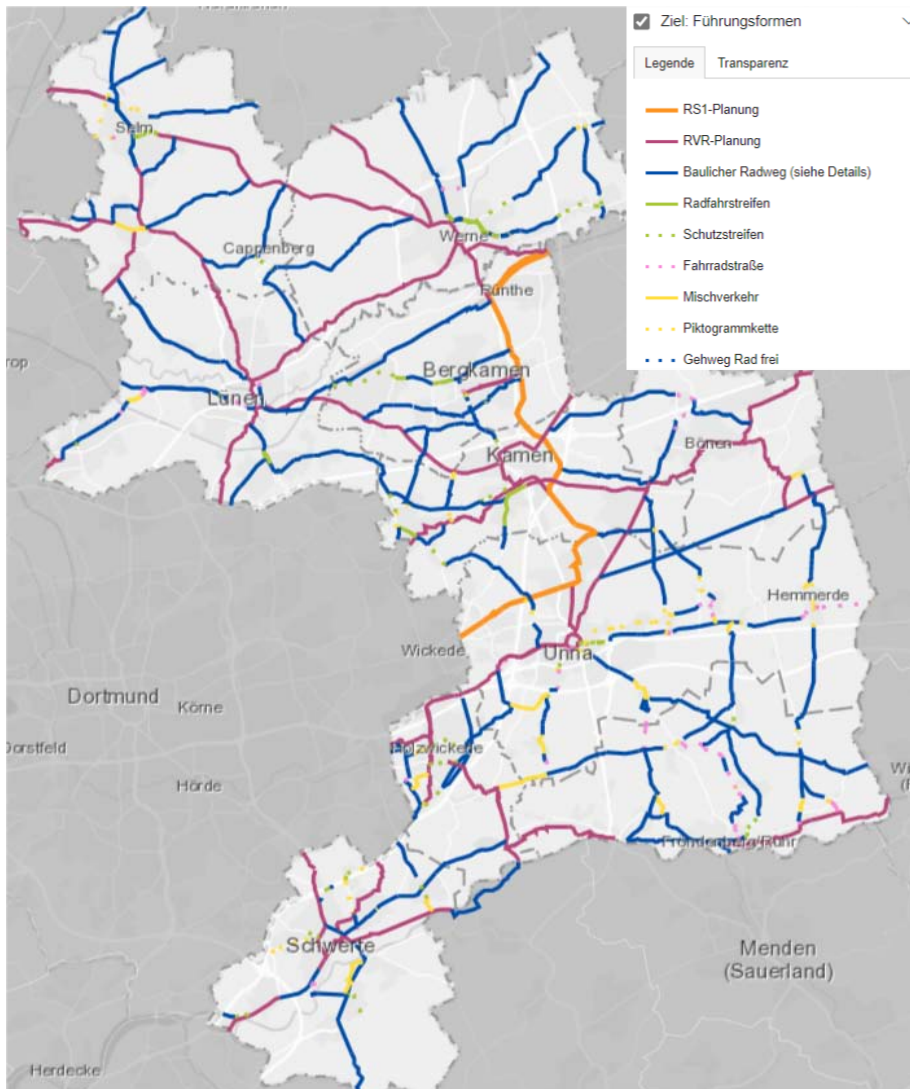 Ziel: Führungsformen
Legende
Transparenz
RS1-Planung
RVR-Planung
Baulicher Radweg (siehe Details)
Radfahrstreifen
Schutzstreifen
Fahrradstraße
Mischverkehr
Piktogrammkette
Gehweg Rad frei
Selm
Cappenberg
Werne
Rünthe
rop
Bergkamen
Lünen
Kamen
Bönen
Hemmerde
Wickede
Unna
Dortmund
Körne
Dorstfeld
Holzwickede
Hörde
Wi
(F
Fröndenberg/Ruhr
Schwerte
Menden
(Sauerland)
Herdecke